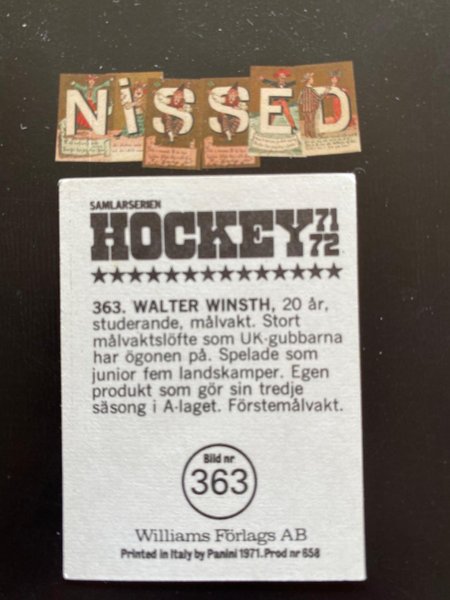 NiSSED
SAMLARSERIEN
HOCKEY 71
72
363. WALTER WINSTH, 20 år,
studerande, målvakt. Stort
målvaktslöfte som UK-gubbarna
har ögonen på. Spelade som
junior fem landskamper. Egen
produkt som gör sin tredje
säsong i A-laget. Förstemålvakt.
Bild nr
363
Williams Förlags AB
Printed in Italy by Panini 1971. Prod nr 658